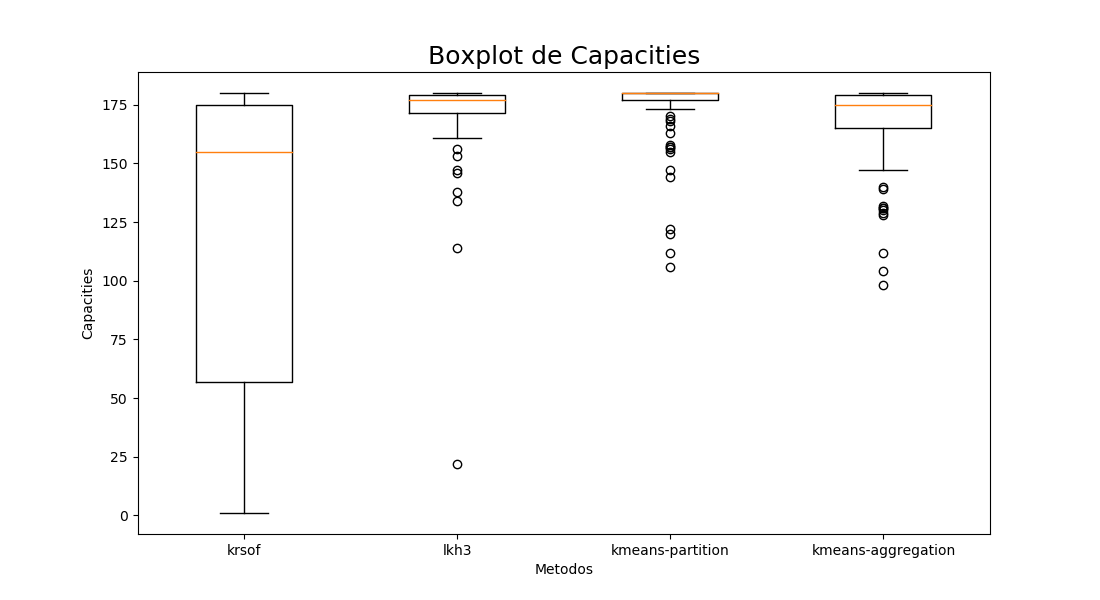 Boxplot de Capacities
175
150
125
100
75
50
25
0
Capacities
krsof
lkh3
kmeans-partition
kmeans-aggregation
Metodos